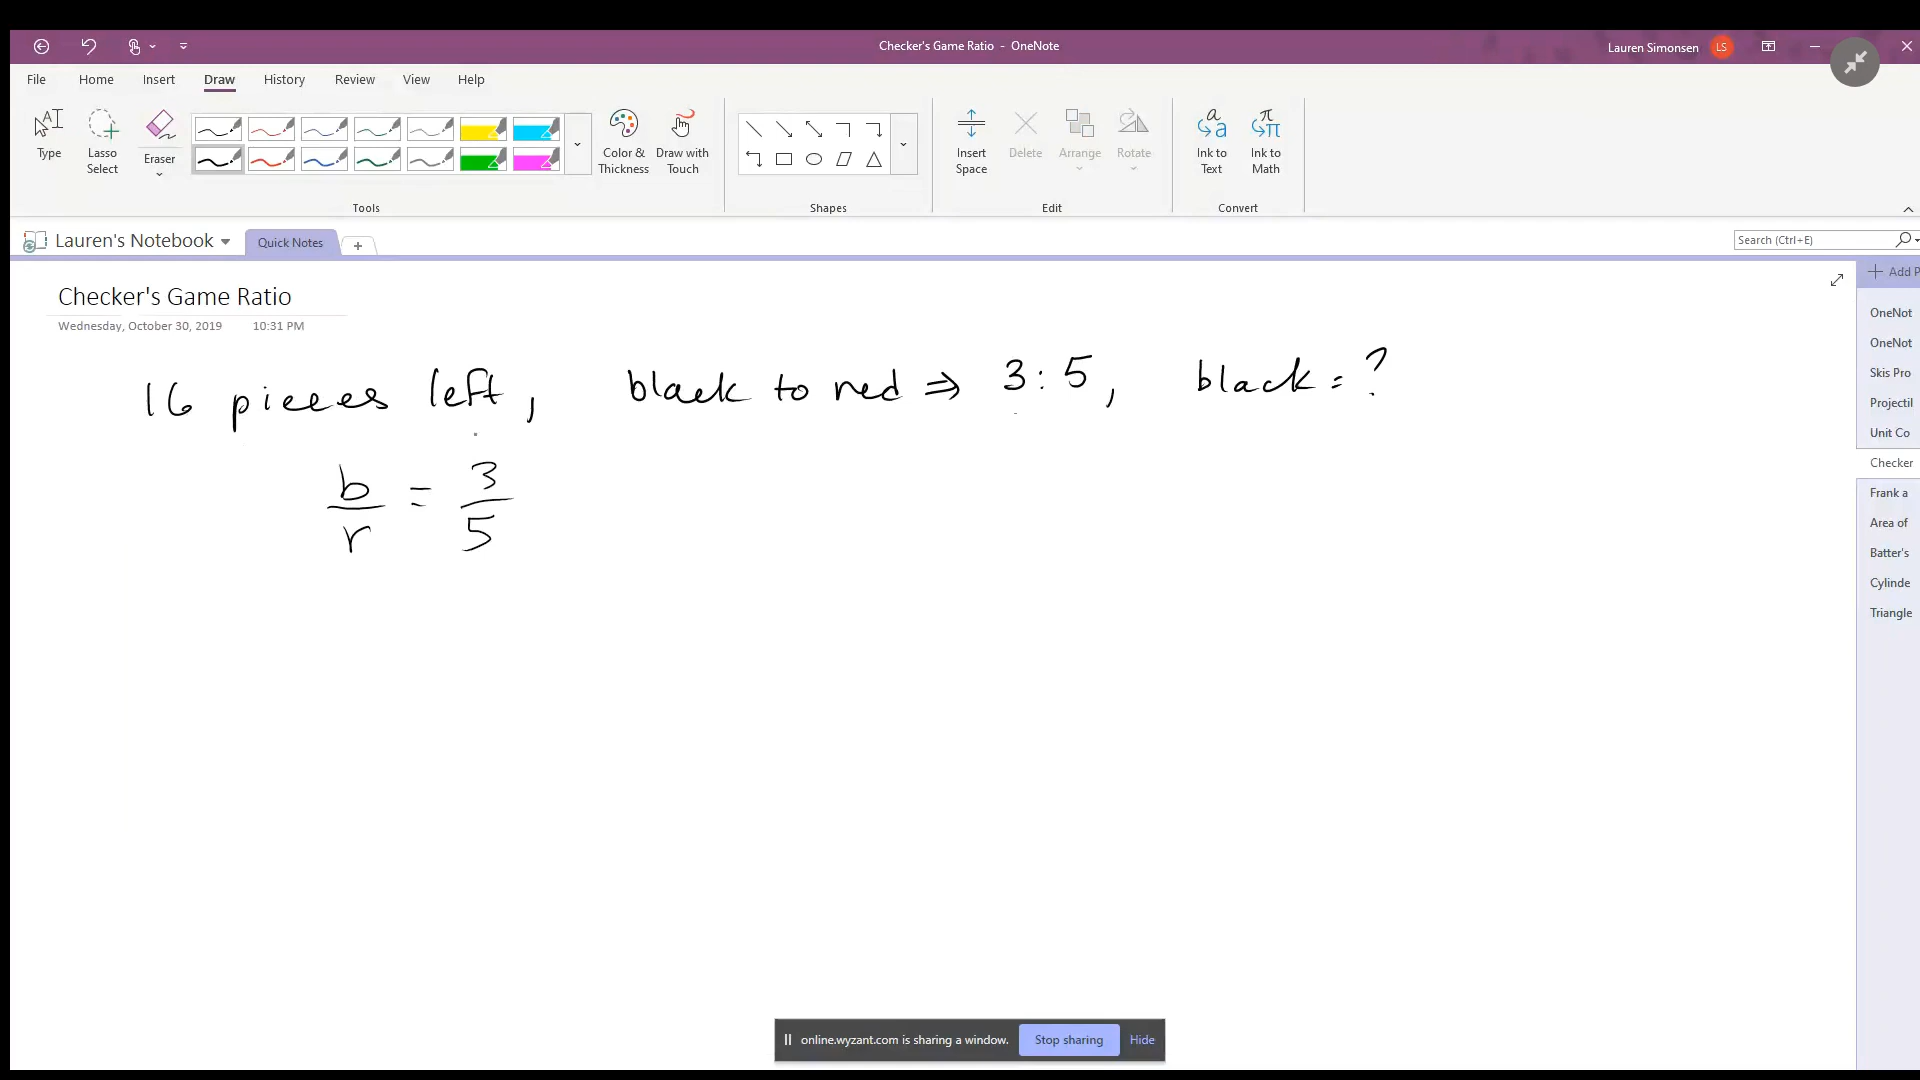 Checker's Game Ratio - OneNote
Lauren Simonsen LS
File Home Insert Draw History Review View Help
Type
Lasso Select
Eraser
Color & Thickness
Draw with Touch
Insert Space
Delete
Arrange
Rotate
Ink to Text
Ink to Math
Tools Shapes Edit Convert
Lauren's Notebook Quick Notes + Search (Ctrl+E)
Add P
Checker's Game Ratio
Wednesday, October 30, 2019 10:31 PM
16 pieces left, black to red ⇒ 3:5, black = ?
b/r = 3/5
OneNot
OneNot
Skis Pro
Projectil
Unit Co
Checker
Frank a
Area of
Batter's
Cylinde
Triangle
online.wyzant.com is sharing a window. Stop sharing Hide